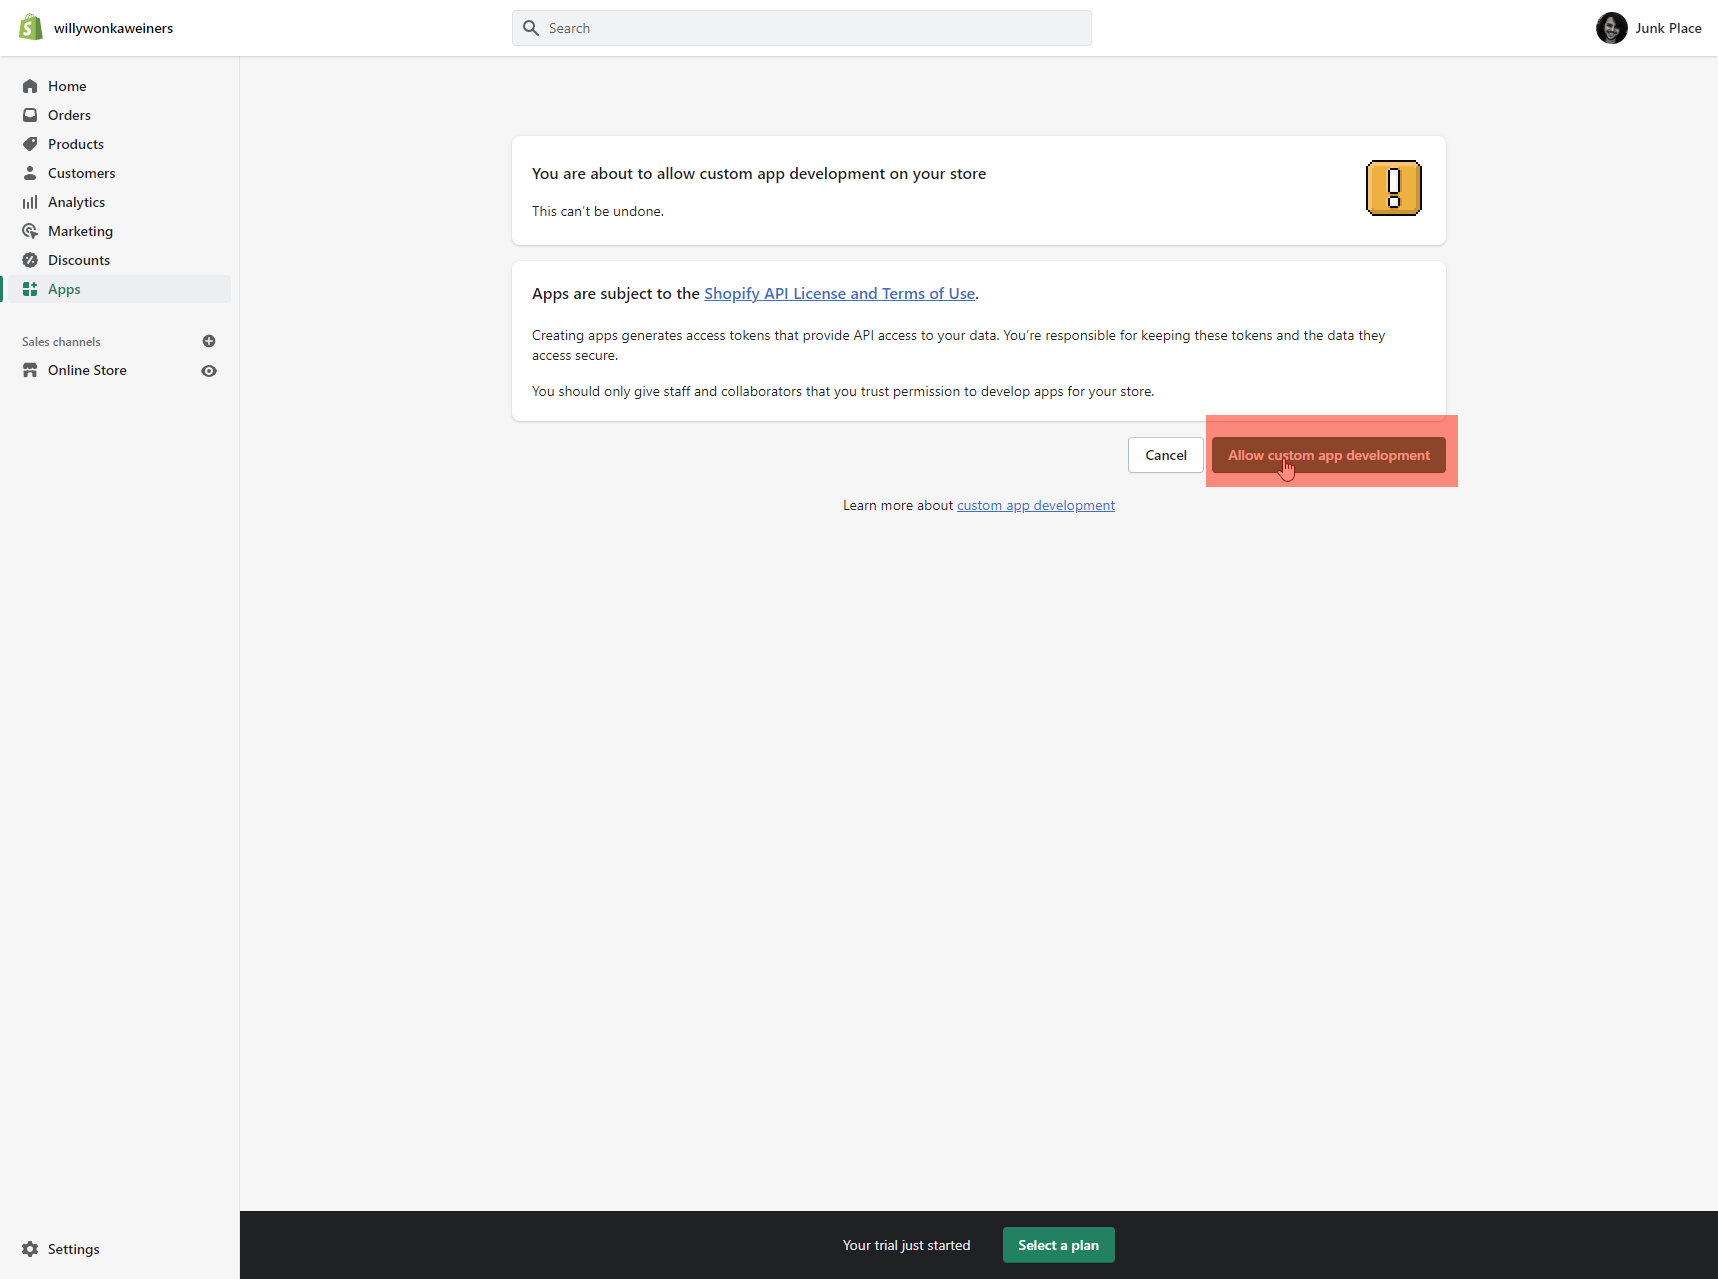 willywonkaweiners
Search
Junk Place
Home
Orders
Products
Customers
Analytics
Marketing
Discounts
Apps
Sales channels
Online Store
Settings
You are about to allow custom app development on your store
This can’t be undone.
Apps are subject to the Shopify API License and Terms of Use.
Creating apps generates access tokens that provide API access to your data. You’re responsible for keeping these tokens and the data they
access secure.
You should only give staff and collaborators that you trust permission to develop apps for your store.
Cancel
Allow custom app development
Learn more about custom app development
Your trial just started
Select a plan